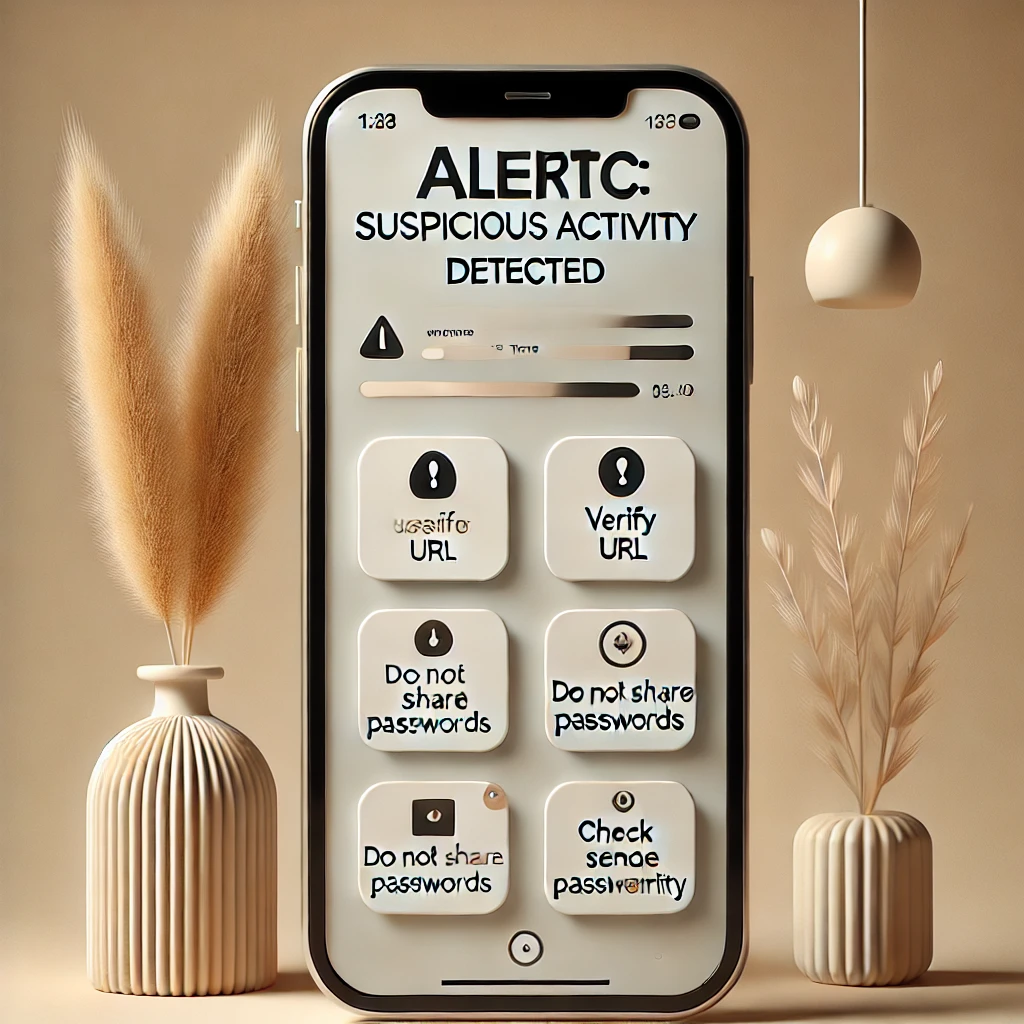 ALERTC:
SUSPICIOUS ACTIVITY
DETECTED
URL
Verify
URL
Do not
share
passwords
Do not share
passwords
Do not share
passwords
Check
sende